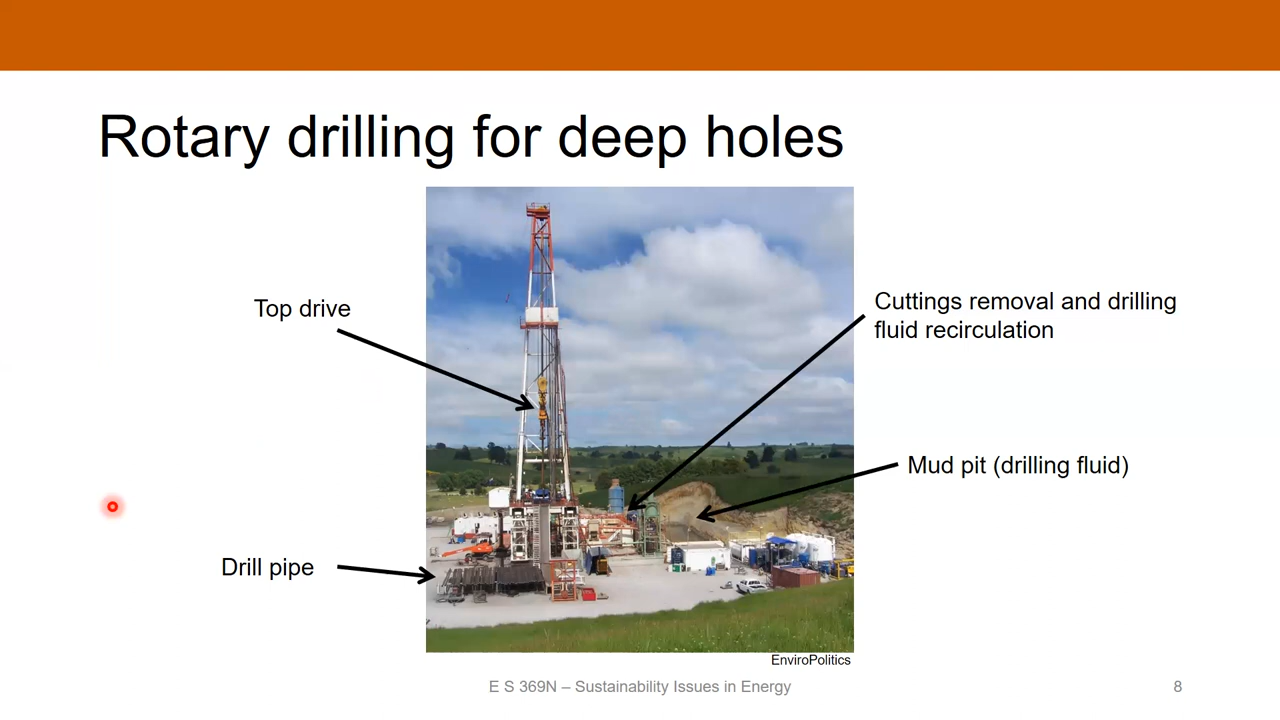 Rotary drilling for deep holes
Top drive
Cuttings removal and drilling
fluid recirculation
Mud pit (drilling fluid)
Drill pipe
EnviroPolitics
E S 369N – Sustainability Issues in Energy
8